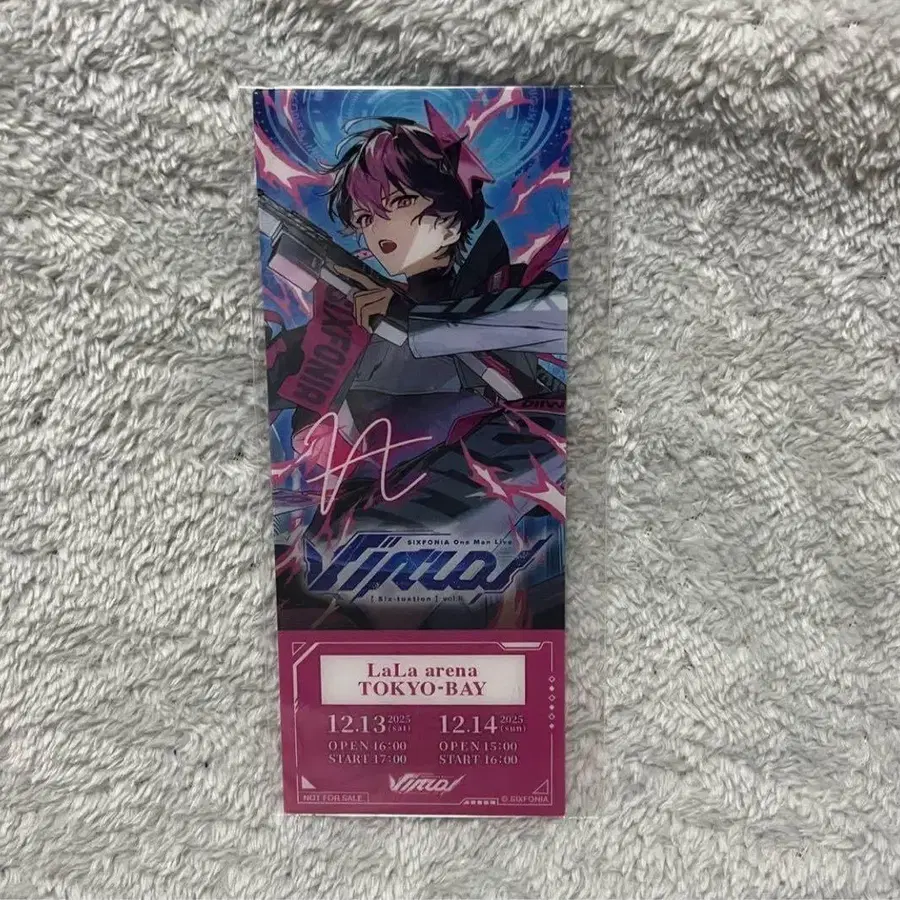 SIXFONIA
SIXFONIA One Man Live
【Six-tuation】vol.Ⅱ
LaLa arena
TOKYO-BAY
12.13 2025 (sat) 12.14 2025 (sun)
OPEN 16:00 OPEN 15:00
START 17:00 START 16:00
NOT FOR SALE
© SIXFONIA